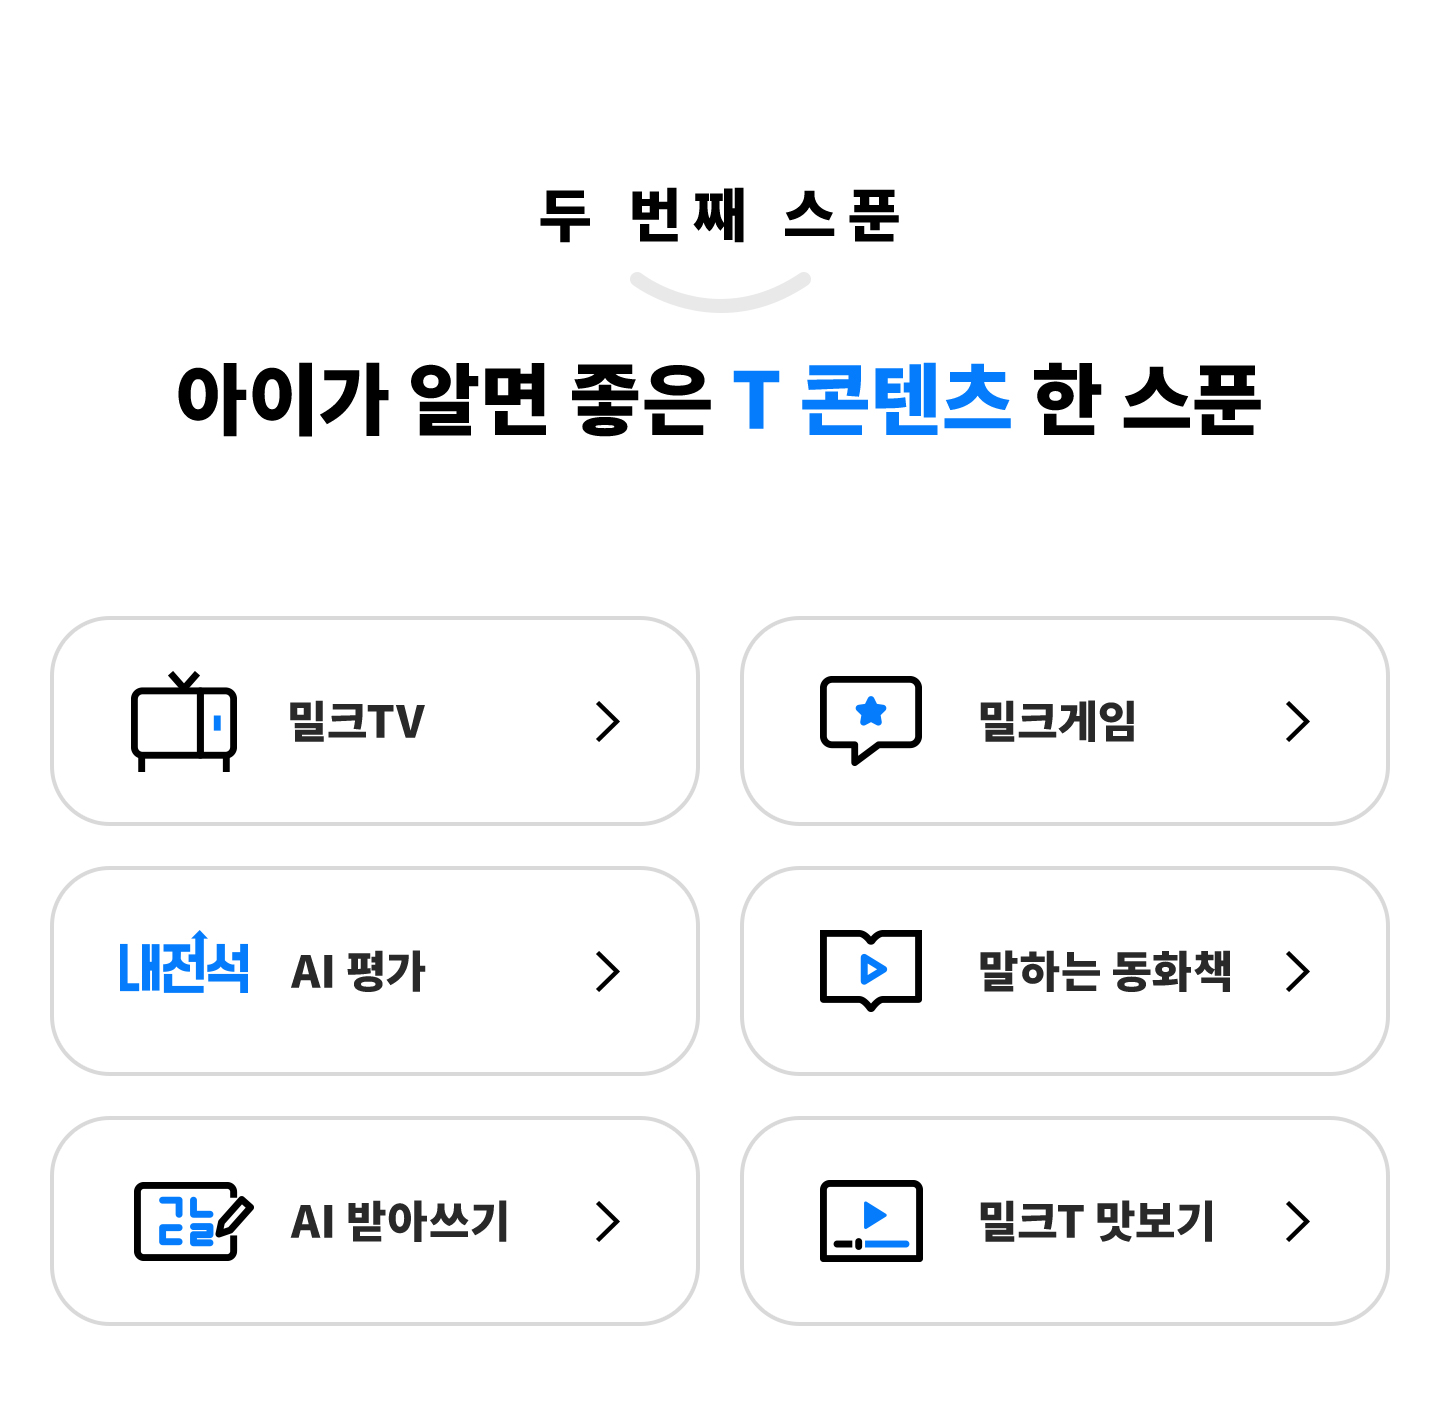 두 번째 스푼
아이가 알면 좋은 T 콘텐츠 한 스푼
밀크TV
밀크게임
내전석 AI 평가
말하는 동화책
AI 받아쓰기
밀크T 맛보기